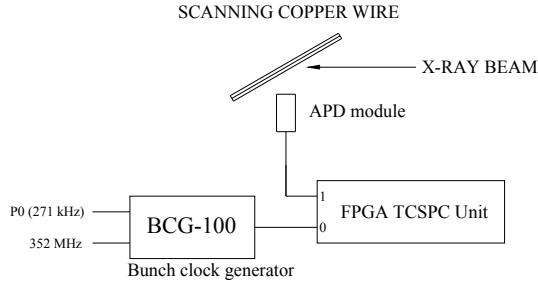 SCANNING COPPER WIRE
X-RAY BEAM
APD module
1
FPGA TCSPC Unit
0
P0 (271 kHz)
BCG-100
352 MHz
Bunch clock generator